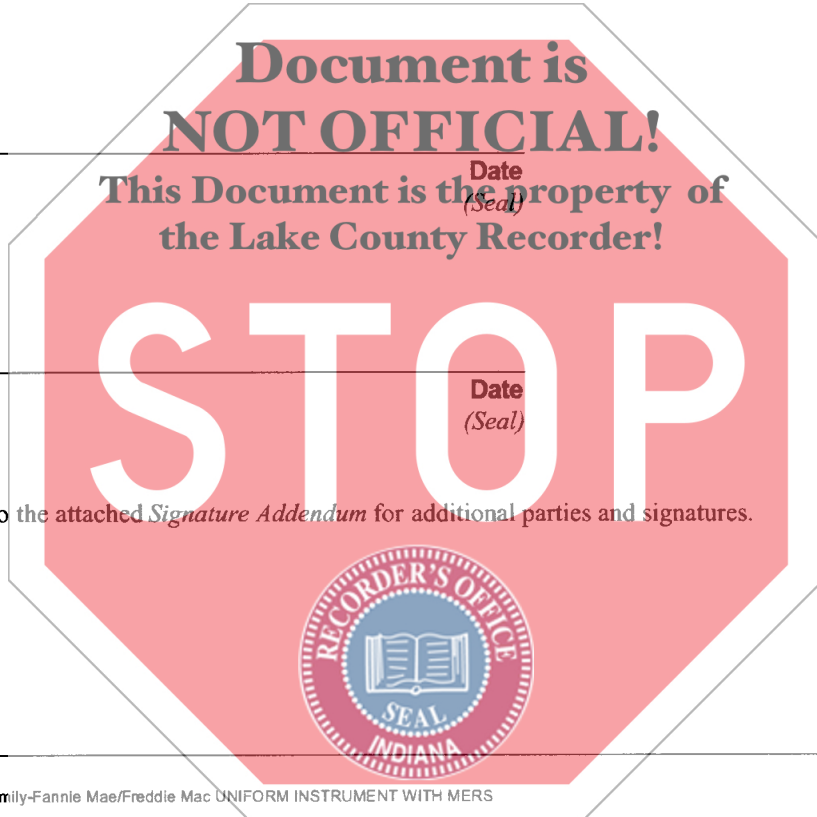 Document is
NOT OFFICIAL!
Date
This Document is the property of
(Seal)
the Lake County Recorder!
STOP
Date
(Seal)
the attached Signature Addendum for additional parties and signatures.
RECORDER'S OFFICE
SEAL
INDIANA
mily-Fannie Mae/Freddie Mac UNIFORM INSTRUMENT WITH MERS